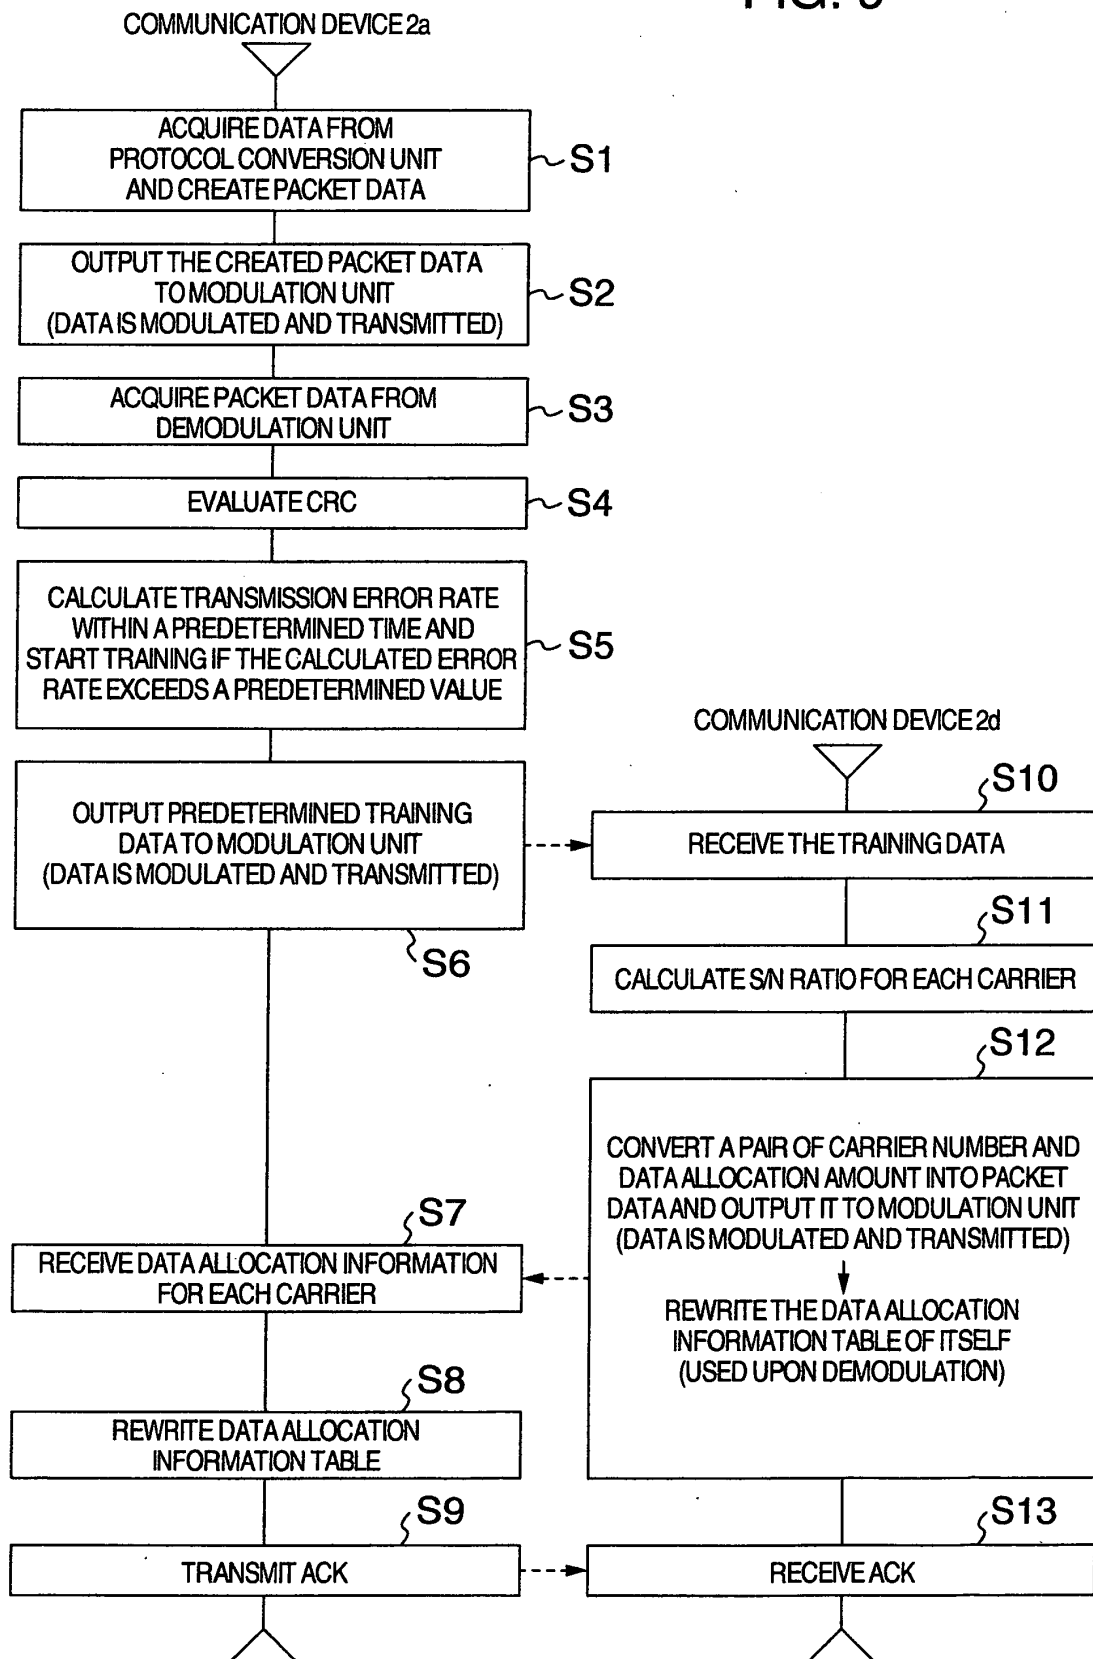 COMMUNICATION DEVICE 2a
ACQUIRE DATA FROM
PROTOCOL CONVERSION UNIT
AND CREATE PACKET DATA
S1
OUTPUT THE CREATED PACKET DATA
TO MODULATION UNIT
(DATA IS MODULATED AND TRANSMITTED)
S2
ACQUIRE PACKET DATA FROM
DEMODULATION UNIT
S3
EVALUATE CRC
S4
CALCULATE TRANSMISSION ERROR RATE
WITHIN A PREDETERMINED TIME AND
START TRAINING IF THE CALCULATED ERROR
RATE EXCEEDS A PREDETERMINED VALUE
S5
COMMUNICATION DEVICE 2d
OUTPUT PREDETERMINED TRAINING
DATA TO MODULATION UNIT
(DATA IS MODULATED AND TRANSMITTED)
S6
S10
RECEIVE THE TRAINING DATA
S11
CALCULATE S/N RATIO FOR EACH CARRIER
S12
CONVERT A PAIR OF CARRIER NUMBER AND
DATA ALLOCATION AMOUNT INTO PACKET
DATA AND OUTPUT IT TO MODULATION UNIT
(DATA IS MODULATED AND TRANSMITTED)
REWRITE THE DATA ALLOCATION
INFORMATION TABLE OF ITSELF
(USED UPON DEMODULATION)
S7
RECEIVE DATA ALLOCATION INFORMATION
FOR EACH CARRIER
S8
REWRITE DATA ALLOCATION
INFORMATION TABLE
S9
TRANSMIT ACK
S13
RECEIVE ACK